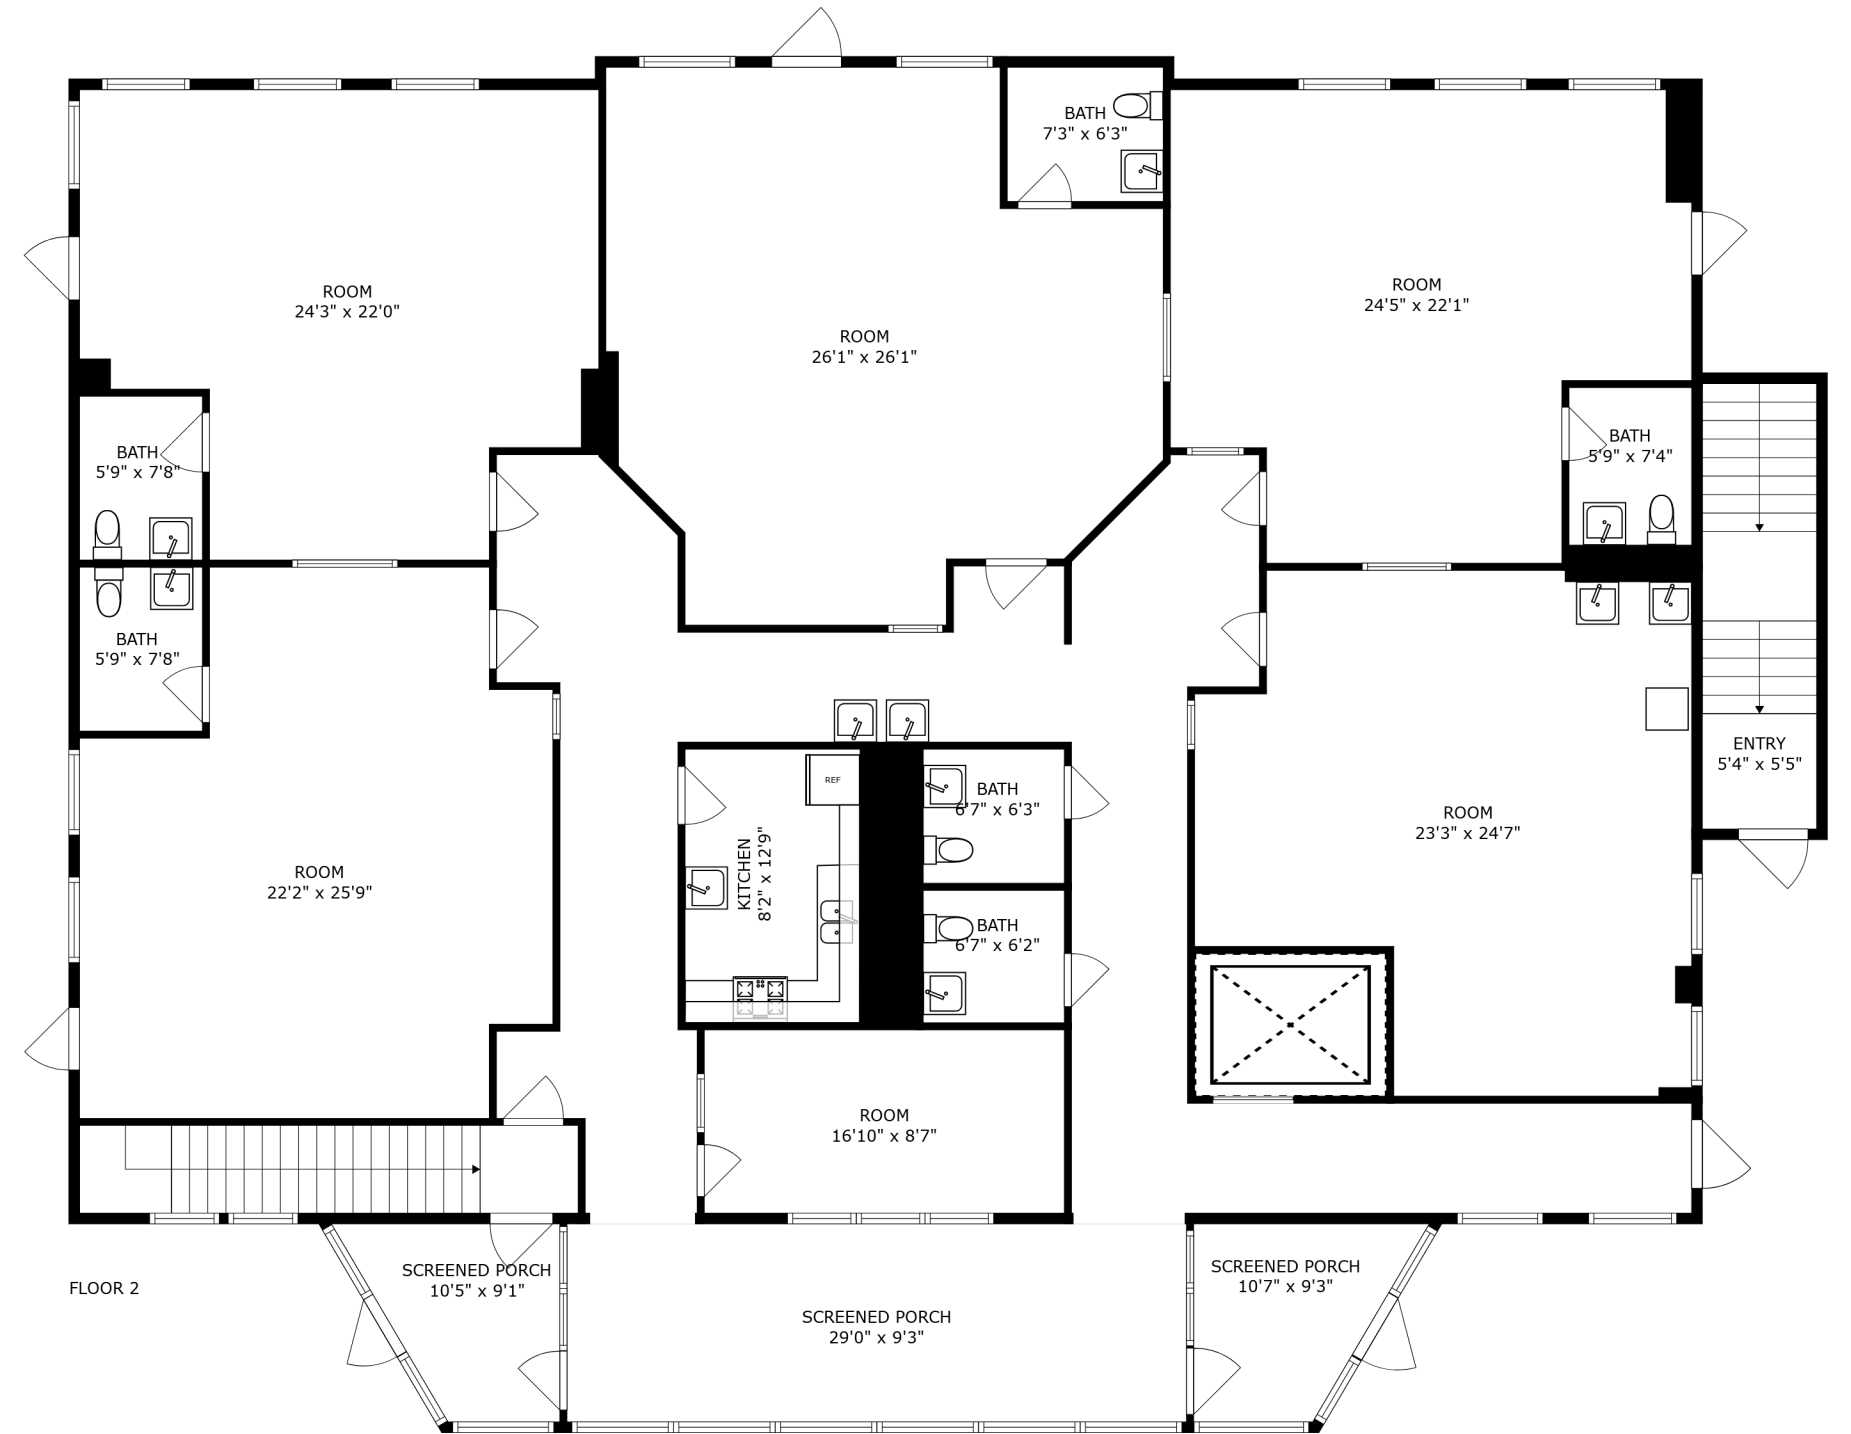 BATH
7'3" x 6'3"
ROOM
24'3" x 22'0"
ROOM
26'1" x 26'1"
ROOM
24'5" x 22'1"
BATH
5'9" x 7'8"
BATH
5'9" x 7'4"
BATH
5'9" x 7'8"
ENTRY
5'4" x 5'5"
REF
BATH
6'7" x 6'3"
KITCHEN
8'2" x 12'9"
ROOM
23'3" x 24'7"
ROOM
22'2" x 25'9"
BATH
6'7" x 6'2"
ROOM
16'10" x 8'7"
FLOOR 2
SCREENED PORCH
10'5" x 9'1"
SCREENED PORCH
29'0" x 9'3"
SCREENED PORCH
10'7" x 9'3"